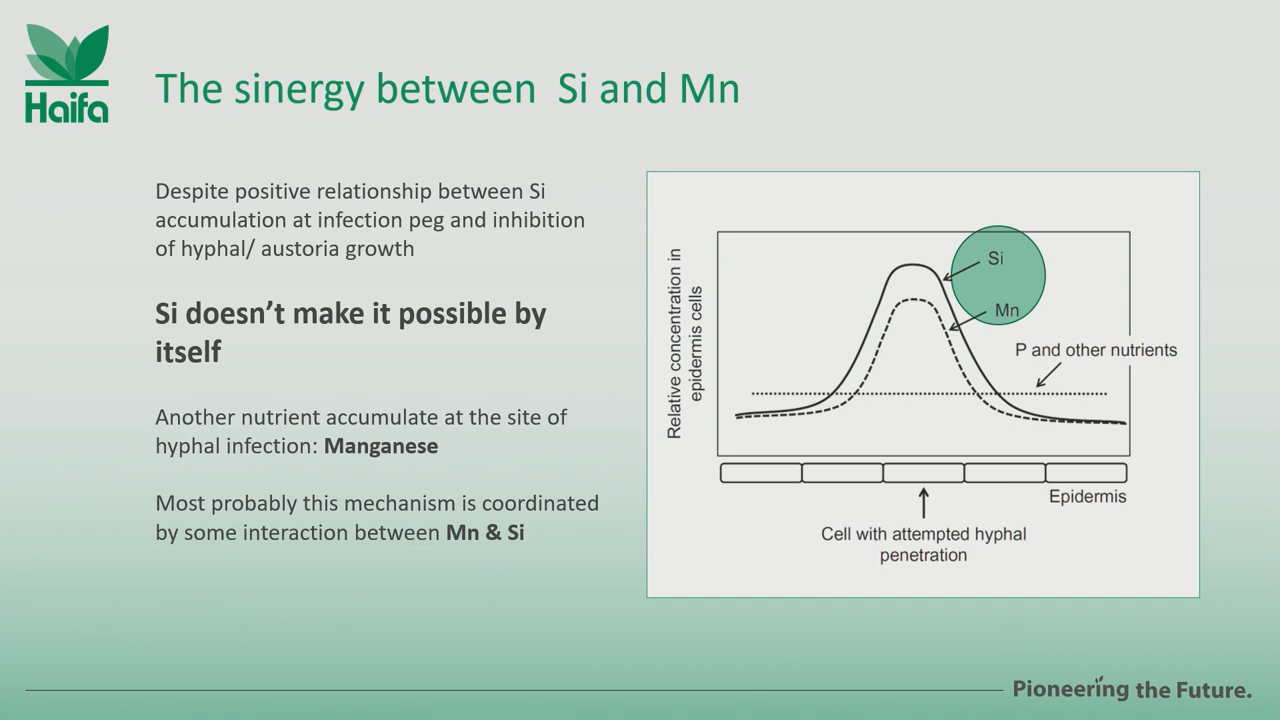 Haifa
The sinergy between  Si and Mn
Despite positive relationship between Si
accumulation at infection peg and inhibition
of hyphal/ austoria growth
Si doesn’t make it possible by
itself
Another nutrient accumulate at the site of
hyphal infection: Manganese
Most probably this mechanism is coordinated
by some interaction between Mn & Si
Relative concentration in
epidermis cells
Si
Mn
P and other nutrients
Epidermis
Cell with attempted hyphal
penetration
Pioneering the Future.